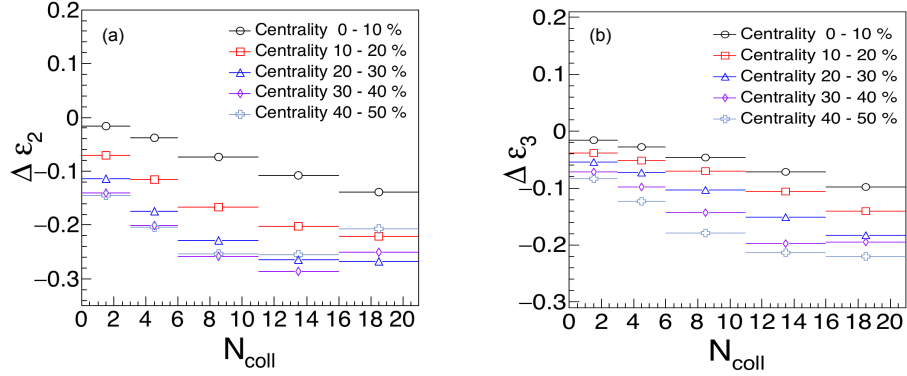 (a)
Centrality 0 - 10 %
Centrality 10 - 20 %
Centrality 20 - 30 %
Centrality 30 - 40 %
Centrality 40 - 50 %
0.2
0.1
0
−0.1
−0.2
−0.3
Δ ε2
0 2 4 6 8 10 12 14 16 18 20
Ncoll
(b)
Centrality 0 - 10 %
Centrality 10 - 20 %
Centrality 20 - 30 %
Centrality 30 - 40 %
Centrality 40 - 50 %
0.2
0.1
0
−0.1
−0.2
−0.3
Δ ε3
0 2 4 6 8 10 12 14 16 18 20
Ncoll